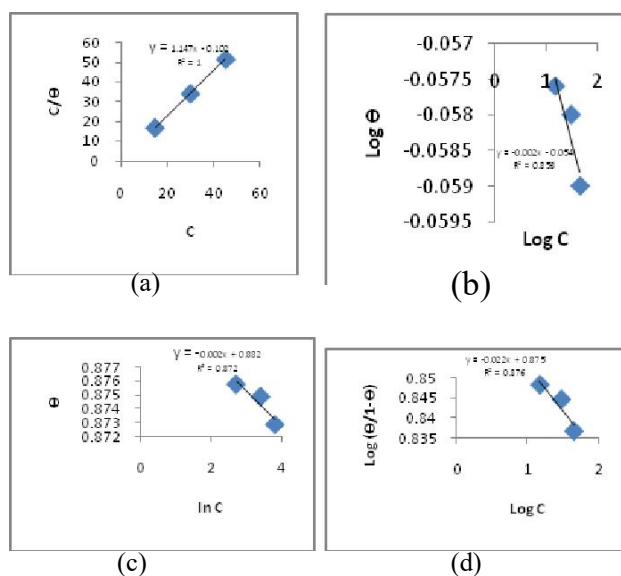 60
50
40
30
20
10
0
y = 1.147x - 0.102
R² = 1
C/Θ
0 20 40 60
C
(a)
-0.057
-0.0575
-0.058
-0.0585
-0.059
-0.0595
0 1 2
Log Θ
y = -0.002x - 0.054
R² = 0.858
Log C
(b)
0.877
0.876
0.875
0.874
0.873
0.872
y = -0.002x + 0.882
R² = 0.872
Θ
0 2 4
ln C
(c)
0.85
0.845
0.84
0.835
y = -0.022x + 0.875
R² = 0.876
Log (Θ/1-Θ)
0 1 2
Log C
(d)